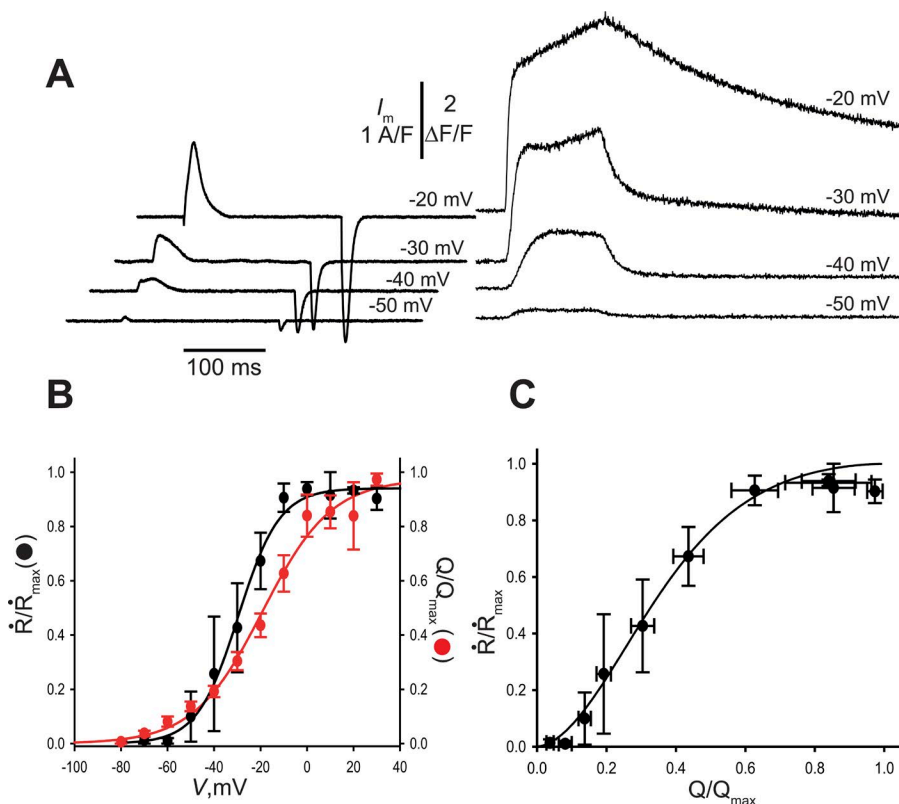 A
I m
1 A/F
2
ΔF/F
-20 mV
-30 mV
-40 mV
-50 mV
100 ms
-20 mV
-30 mV
-40 mV
-50 mV
B
Ṙ/Ṙmax(●)
1.0
0.8
0.6
0.4
0.2
0.0
-100 -80 -60 -40 -20 0 20 40
V,mV
1.0
0.8
0.6
0.4
0.2
0.0
Q/Qmax (●)
C
Ṙ/Ṙmax
1.0
0.8
0.6
0.4
0.2
0.0
0.0 0.2 0.4 0.6 0.8 1.0
Q/Qmax